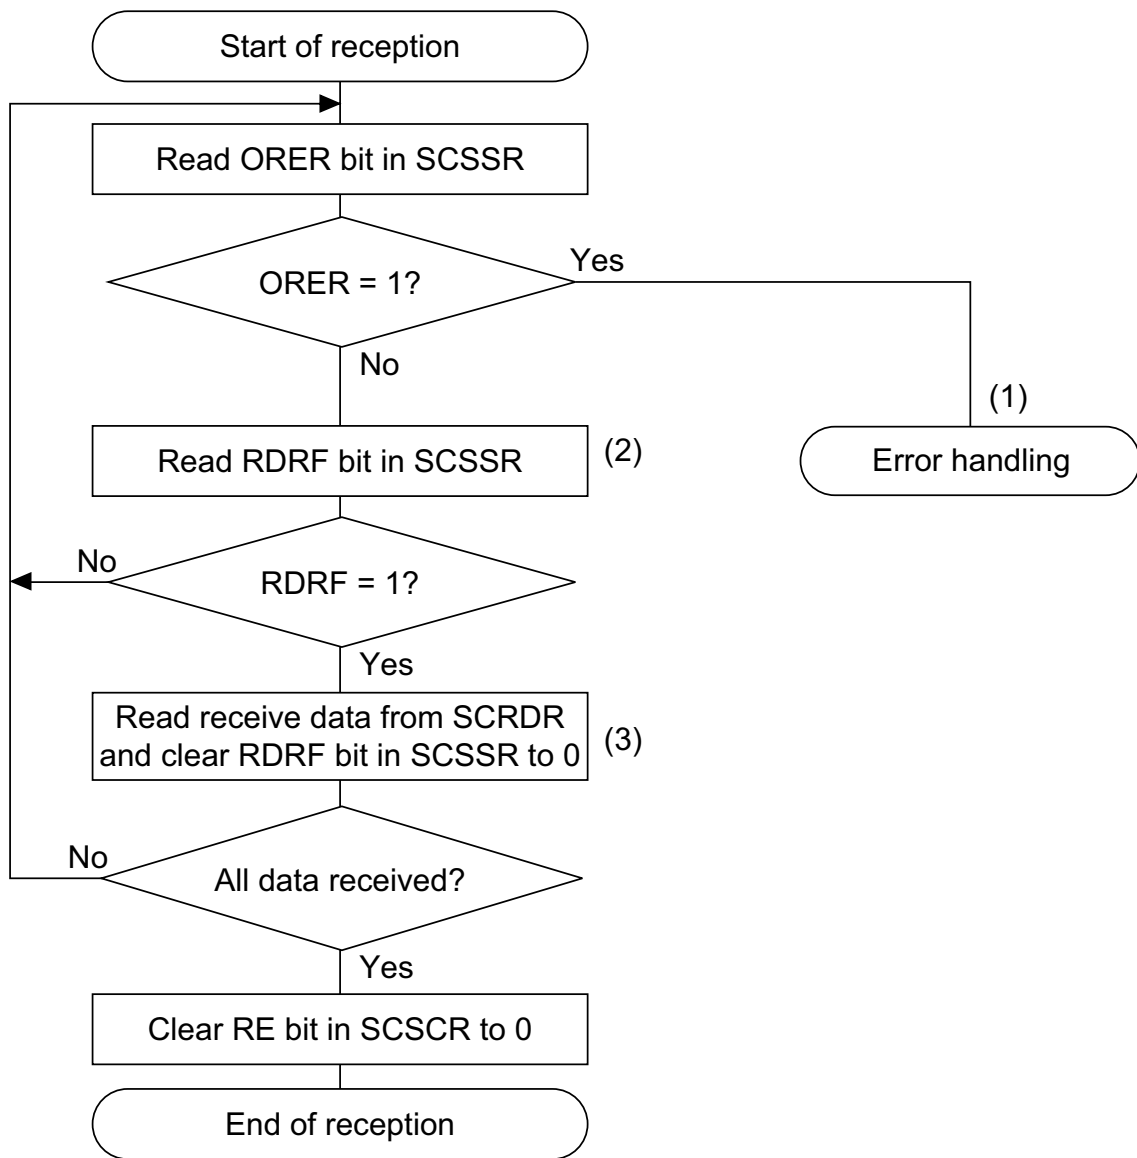 Start of reception
Read ORER bit in SCSSR
ORER = 1?
Yes
No
(1)
Error handling
Read RDRF bit in SCSSR
(2)
No
RDRF = 1?
Yes
Read receive data from SCRDR
and clear RDRF bit in SCSSR to 0
(3)
No
All data received?
Yes
Clear RE bit in SCSCR to 0
End of reception